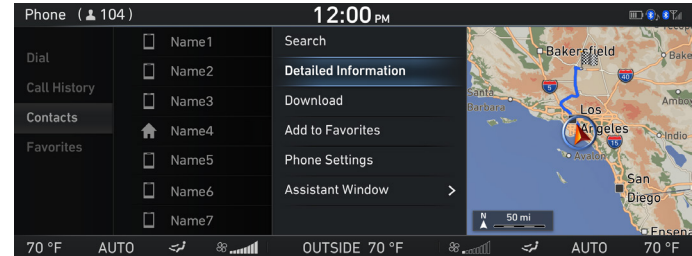 Phone ( 104 )
12:00 PM
Dial
Call History
Contacts
Favorites
Name1
Name2
Name3
Name4
Name5
Name6
Name7
Search
Detailed Information
Download
Add to Favorites
Phone Settings
Assistant Window >
Bakersfield
Bake
40
5
Santa
Barbara
Los
Angeles
Amboy
15
Indio
Avalon
San
Diego
N 50 mi
Ensen
70 °F AUTO OUTSIDE 70 °F AUTO 70 °F